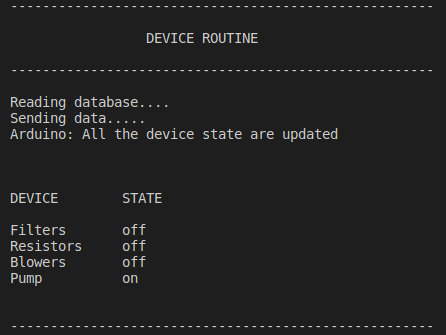 -----------------------------------------------------
DEVICE ROUTINE
-----------------------------------------------------
Reading database....
Sending data.....
Arduino: All the device state are updated
DEVICE STATE
Filters off
Resistors off
Blowers off
Pump on
-----------------------------------------------------